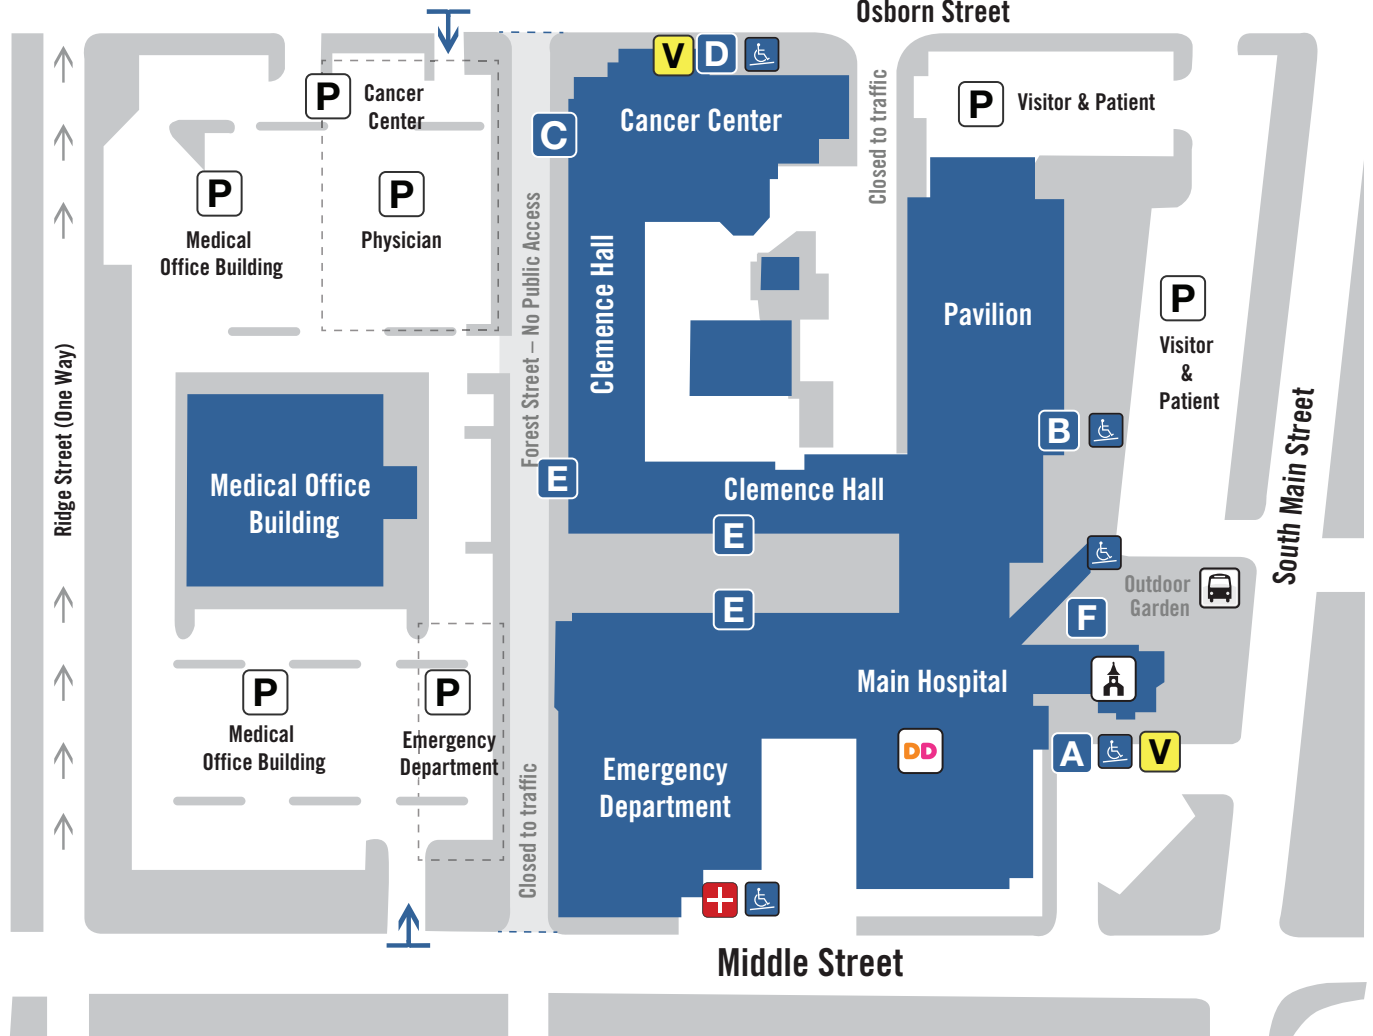 Osborn Street
V
D
P
Cancer
Center
C
Cancer Center
Closed to traffic
P
Visitor & Patient
P
Medical
Office Building
P
Physician
Forest Street – No Public Access
Clemence Hall
Pavilion
P
Visitor
&
Patient
Ridge Street (One Way)
South Main Street
B
Medical Office
Building
E
Clemence Hall
E
E
Outdoor
Garden
F
P
Medical
Office Building
P
Emergency
Department
Main Hospital
DD
A
V
Closed to traffic
Emergency
Department
Middle Street